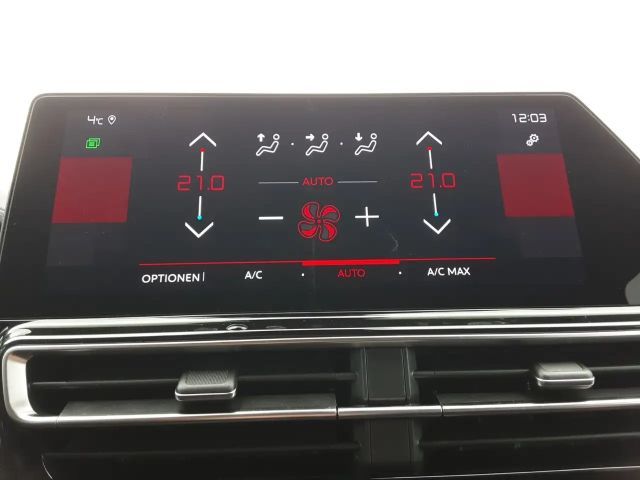 4°C 12:03
21.0 AUTO 21.0
OPTIONEN A/C AUTO A/C MAX